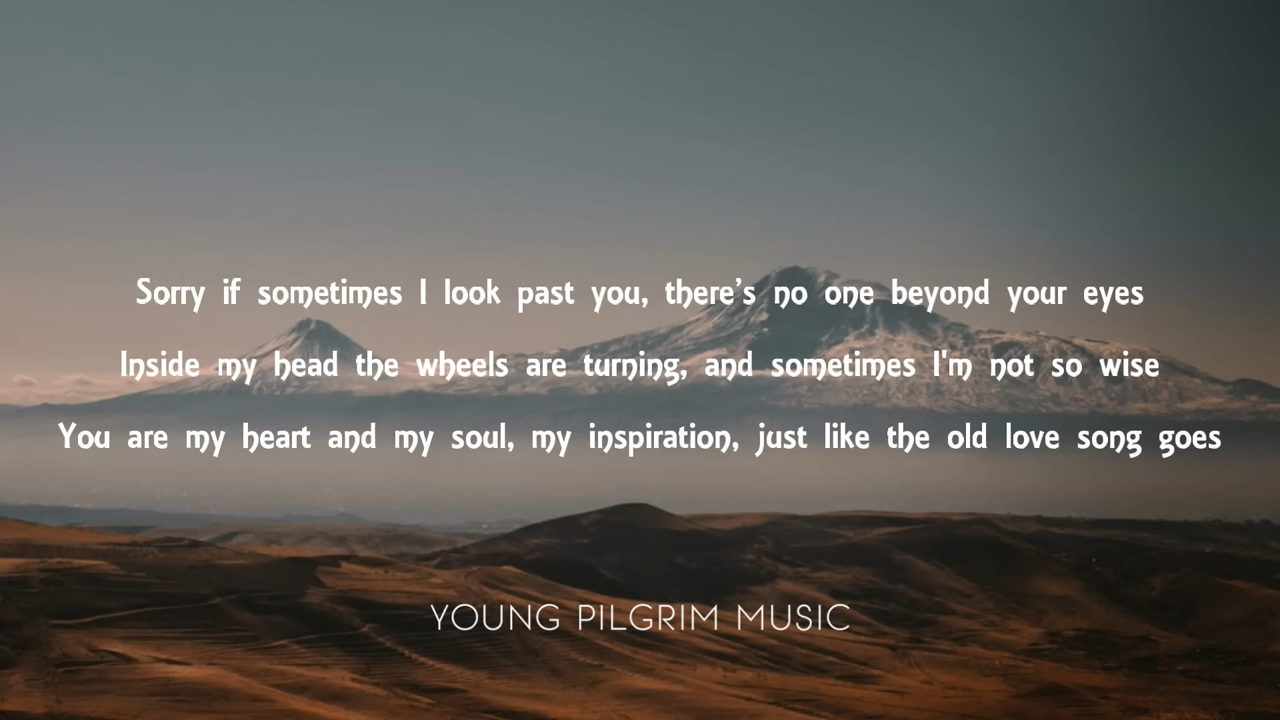 Sorry if sometimes I look past you, there’s no one beyond your eyes
Inside my head the wheels are turning, and sometimes I'm not so wise
You are my heart and my soul, my inspiration, just like the old love song goes
YOUNG PILGRIM MUSIC